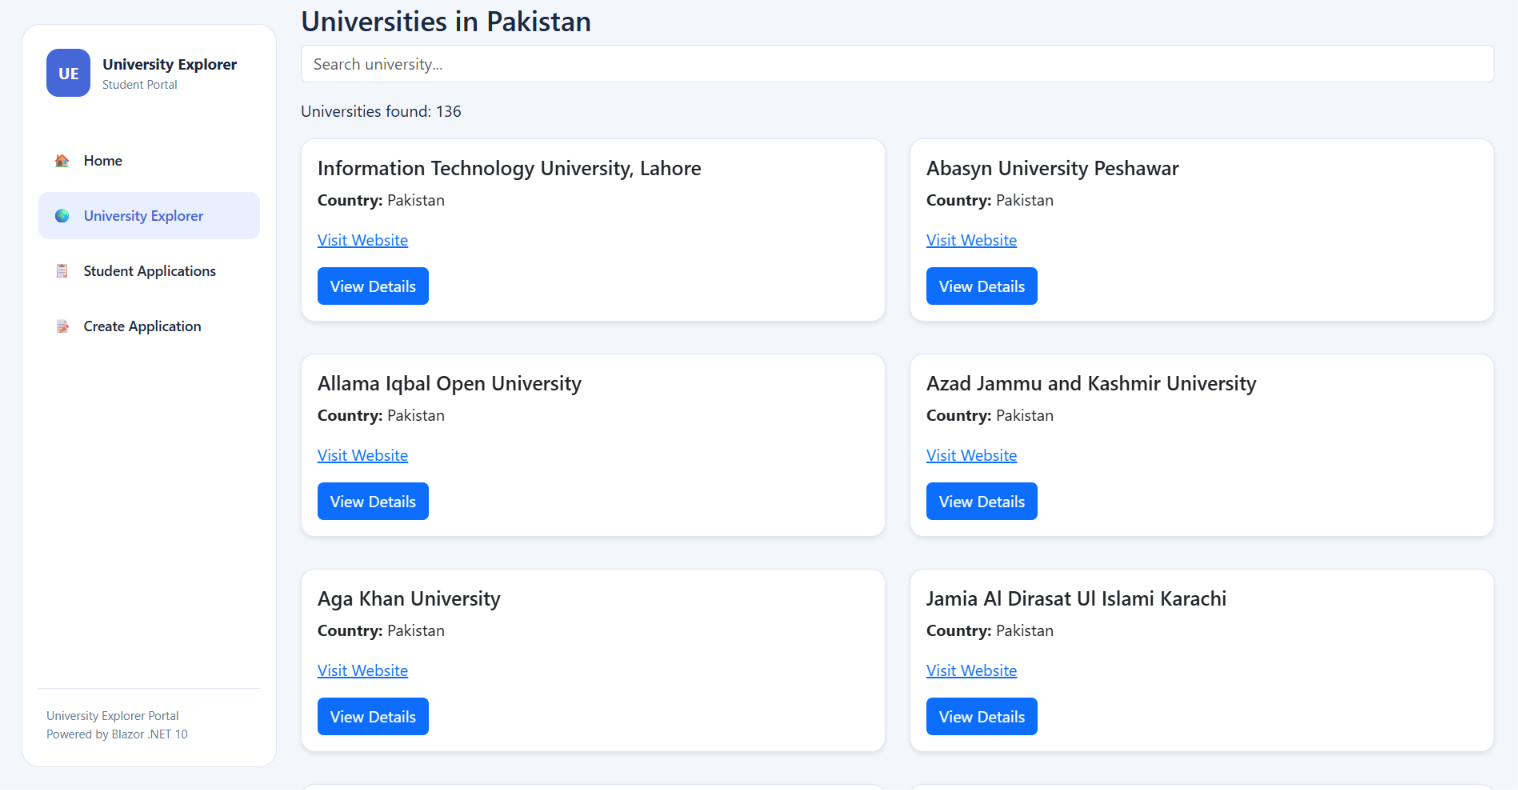 UE
University Explorer
Student Portal
Home
University Explorer
Student Applications
Create Application
University Explorer Portal
Powered by Blazor .NET 10
Universities in Pakistan
Search university...
Universities found: 136
Information Technology University, Lahore
Country: Pakistan
Visit Website
View Details
Abasyn University Peshawar
Country: Pakistan
Visit Website
View Details
Allama Iqbal Open University
Country: Pakistan
Visit Website
View Details
Azad Jammu and Kashmir University
Country: Pakistan
Visit Website
View Details
Aga Khan University
Country: Pakistan
Visit Website
View Details
Jamia Al Dirasat Ul Islami Karachi
Country: Pakistan
Visit Website
View Details